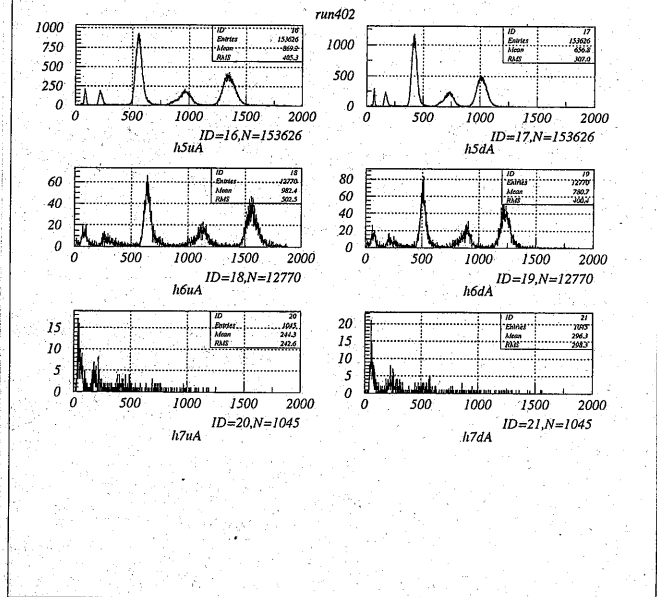 run402
ID 16
Entries 153626
Mean 869.2
RMS 405.3
1000
750
500
250
0
0 500 1000 1500 2000
ID=16,N=153626
h5uA
ID 17
Entries 153626
Mean 656.8
RMS 307.0
1000
500
0
0 500 1000 1500 2000
ID=17,N=153626
h5dA
ID 18
Entries 12770
Mean 982.4
RMS 502.5
60
40
20
0
0 500 1000 1500 2000
ID=18,N=12770
h6uA
ID 19
Entries 12770
Mean 780.7
RMS 400.4
80
60
40
20
0
0 500 1000 1500 2000
ID=19,N=12770
h6dA
ID 20
Entries 1045
Mean 244.3
RMS 242.6
15
10
5
0
0 500 1000 1500 2000
ID=20,N=1045
h7uA
ID 21
Entries 1045
Mean 296.3
RMS 298.3
20
15
10
5
0
0 500 1000 1500 2000
ID=21,N=1045
h7dA